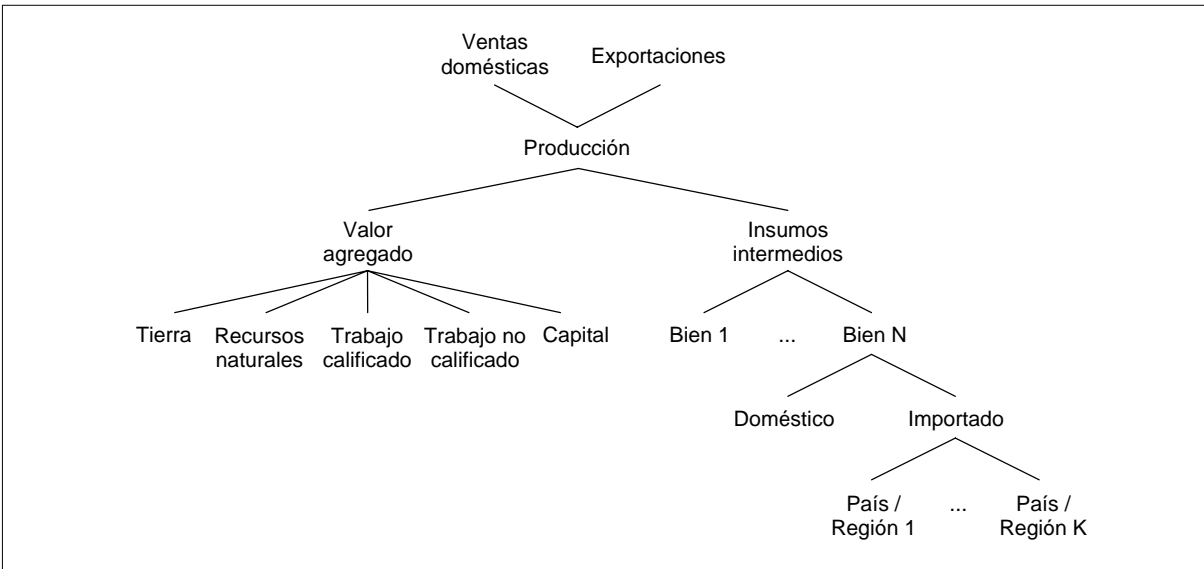 Ventas
domésticas
Exportaciones
Producción
Valor
agregado
Insumos
intermedios
Tierra
Recursos
naturales
Trabajo
calificado
Trabajo no
calificado
Capital
Bien 1
...
Bien N
Doméstico
Importado
País /
Región 1
...
País /
Región K